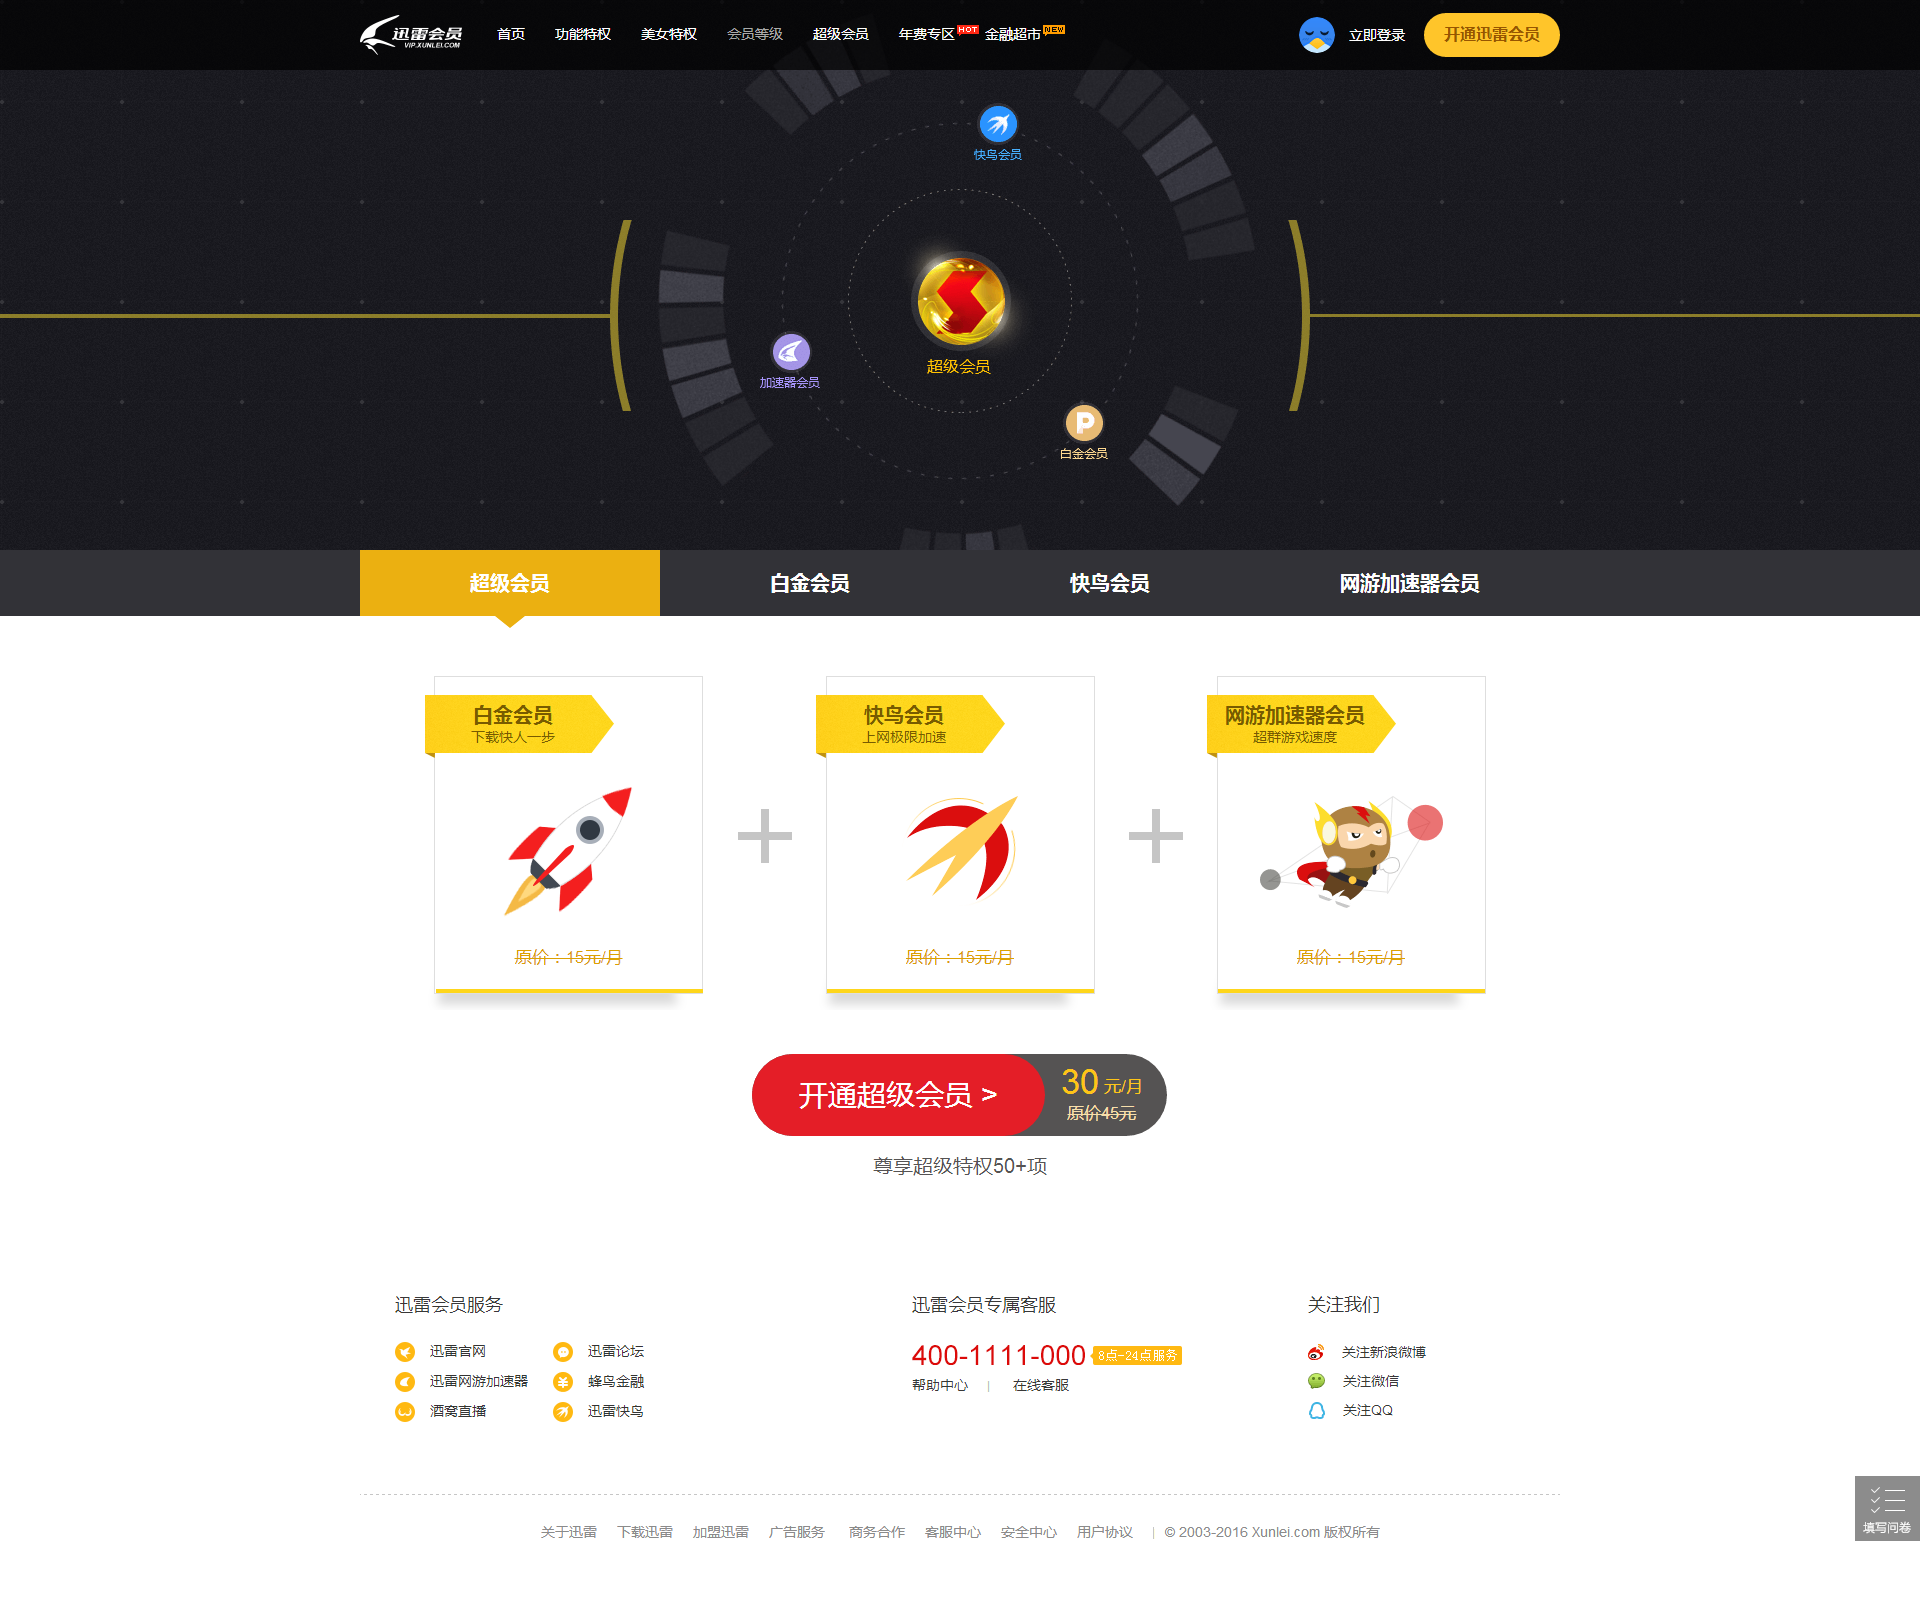 迅雷会员
VIP.XUNLEI.COM
首页 功能特权 美女特权 会员等级 超级会员 年费专区 HOT 金融超市 NEW
立即登录 开通迅雷会员
快鸟会员
超级会员
加速器会员
白金会员
超级会员 白金会员 快鸟会员 网游加速器会员
白金会员
下载快人一步
原价：15元/月
快鸟会员
上网极限加速
原价：15元/月
网游加速器会员
超群游戏速度
原价：15元/月
开通超级会员 >
30 元/月
原价45元
尊享超级特权50+项
迅雷会员服务
迅雷官网 迅雷论坛
迅雷网游加速器 蜂鸟金融
酒窝直播 迅雷快鸟
迅雷会员专属客服
400-1111-000 8点-24点服务
帮助中心 | 在线客服
关注我们
关注新浪微博
关注微信
关注QQ
填写问卷
关于迅雷 下载迅雷 加盟迅雷 广告服务 商务合作 客服中心 安全中心 用户协议 | © 2003-2016 Xunlei.com 版权所有